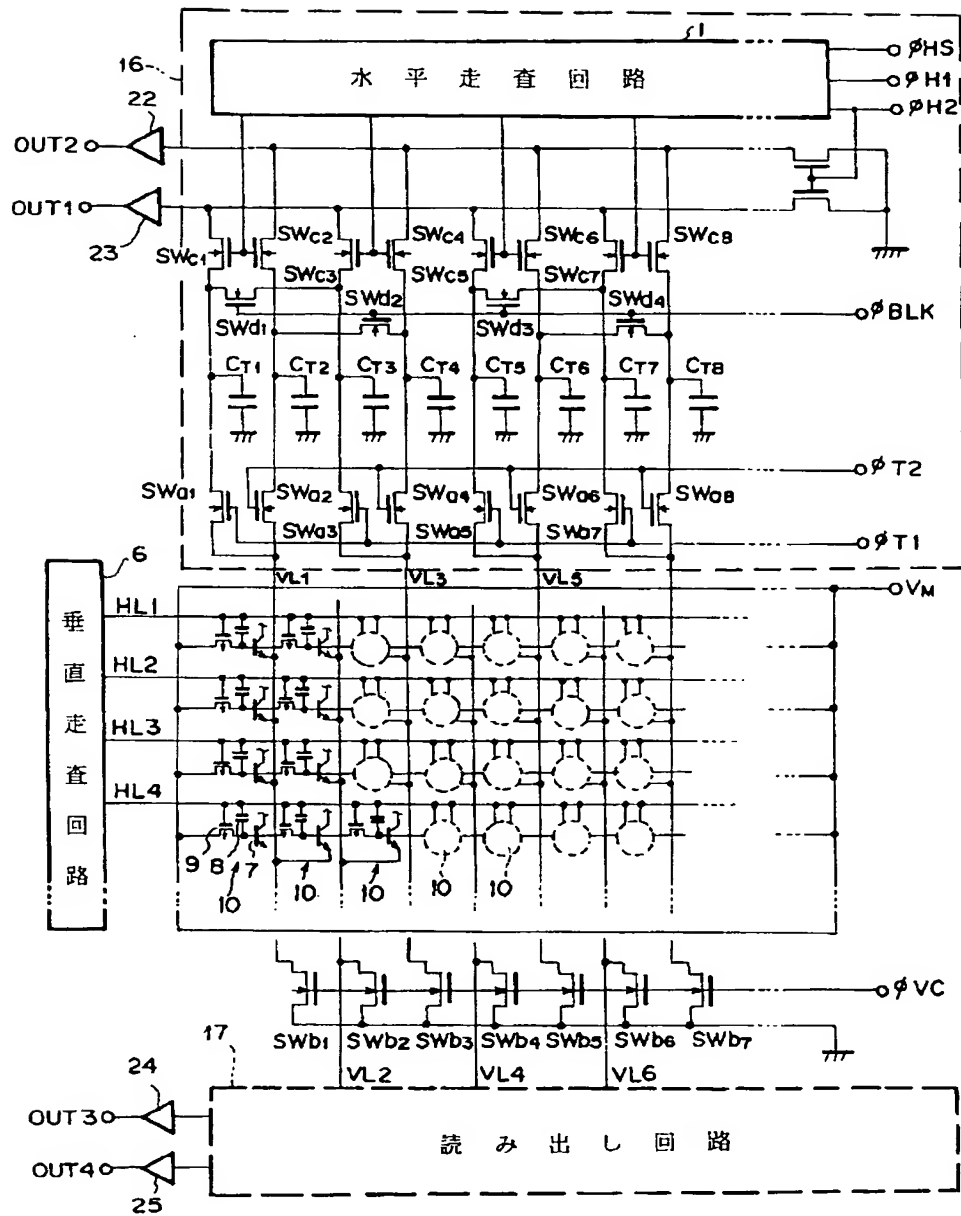 1
φHS
16
水平走査回路
φH1
φH2
22
OUT2
OUT1
23
SWC1
SWC2
SWC3
SWC4
SWC5
SWC6
SWC7
SWC8
SWd1
SWd2
SWd3
SWd4
φBLK
CT1
CT2
CT3
CT4
CT5
CT6
CT7
CT8
φT2
SWa1
SWa2
SWa3
SWa4
SWa5
SWa6
SWa7
SWa8
φT1
6
VL1
VL3
VL5
VM
垂直走査回路
HL1
HL2
HL3
HL4
9
8
7
10
10
10
10
10
φVC
SWb1
SWb2
SWb3
SWb4
SWb5
SWb6
SWb7
17
VL2
VL4
VL6
24
OUT3
読み出し回路
OUT4
25